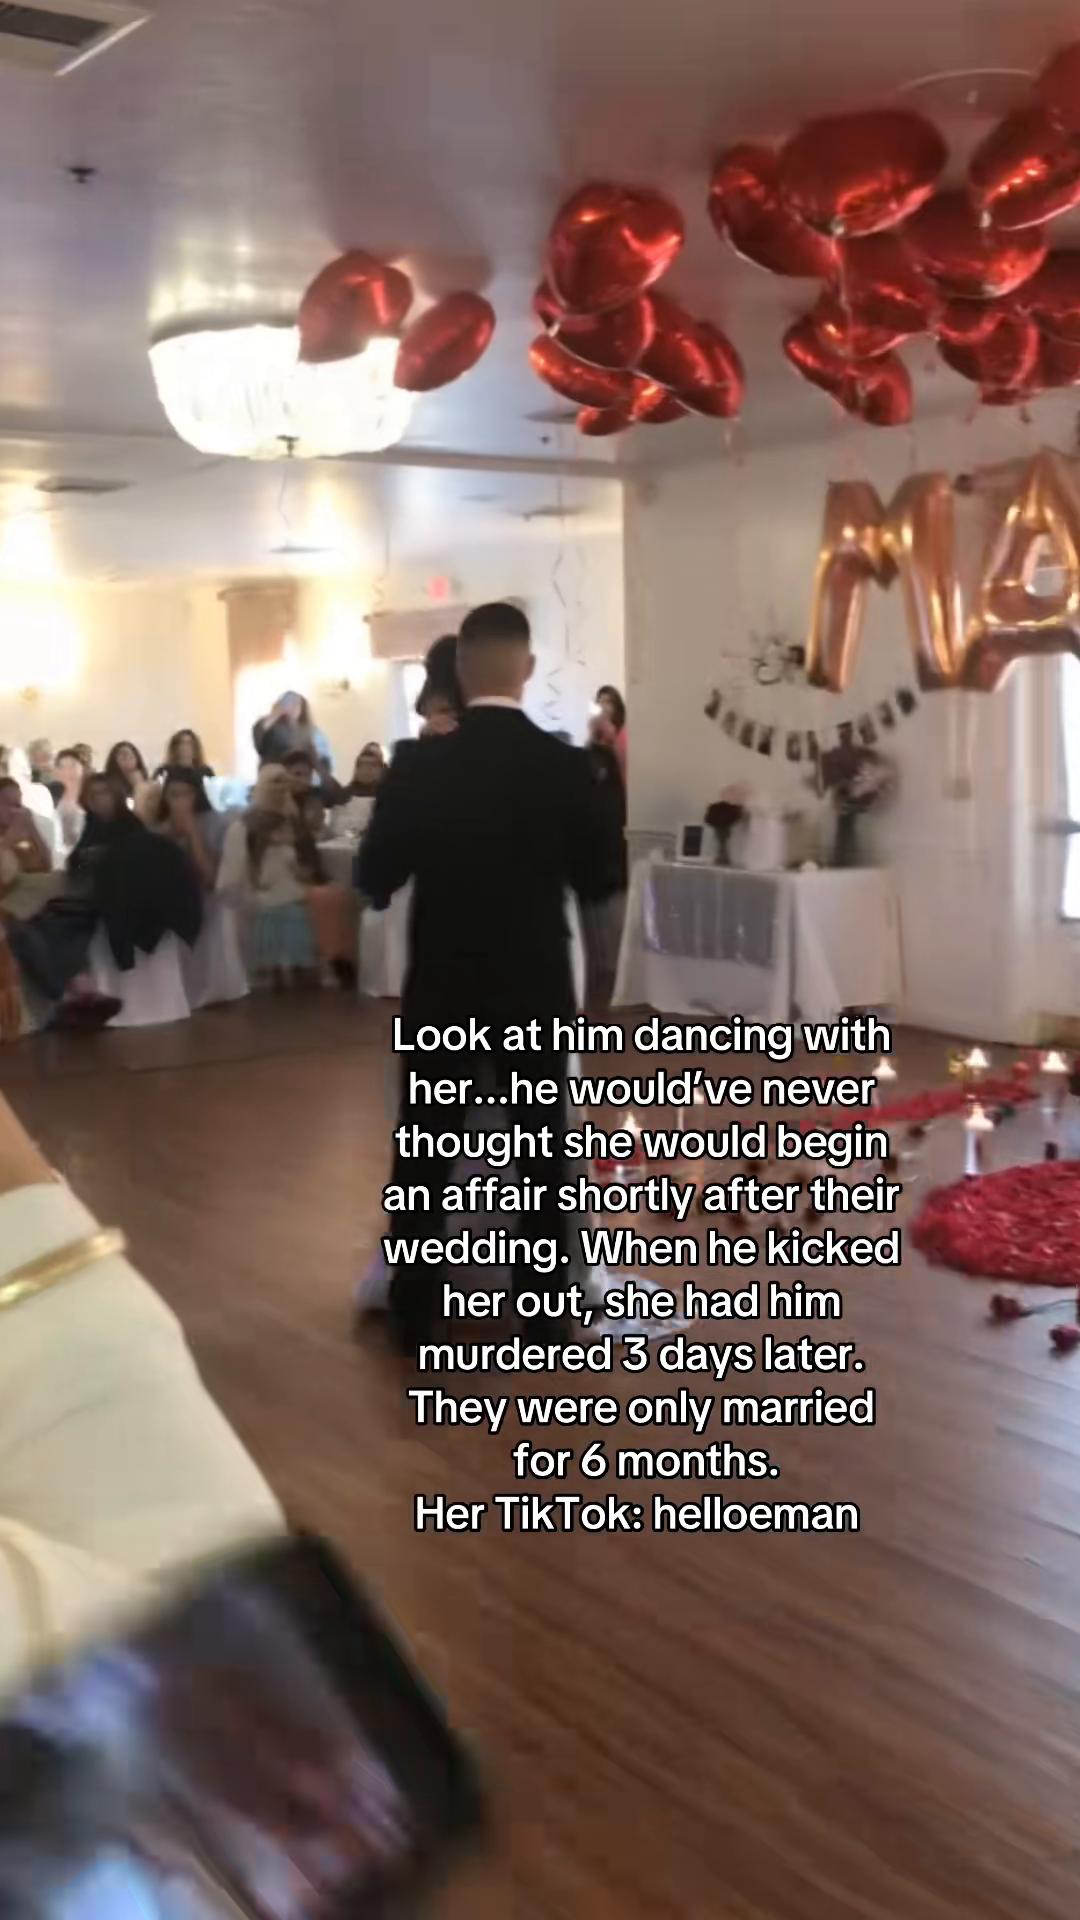 MA
Look at him dancing with
her...he would've never
thought she would begin
an affair shortly after their
wedding. When he kicked
her out, she had him
murdered 3 days later.
They were only married
for 6 months.
Her TikTok: helloeman